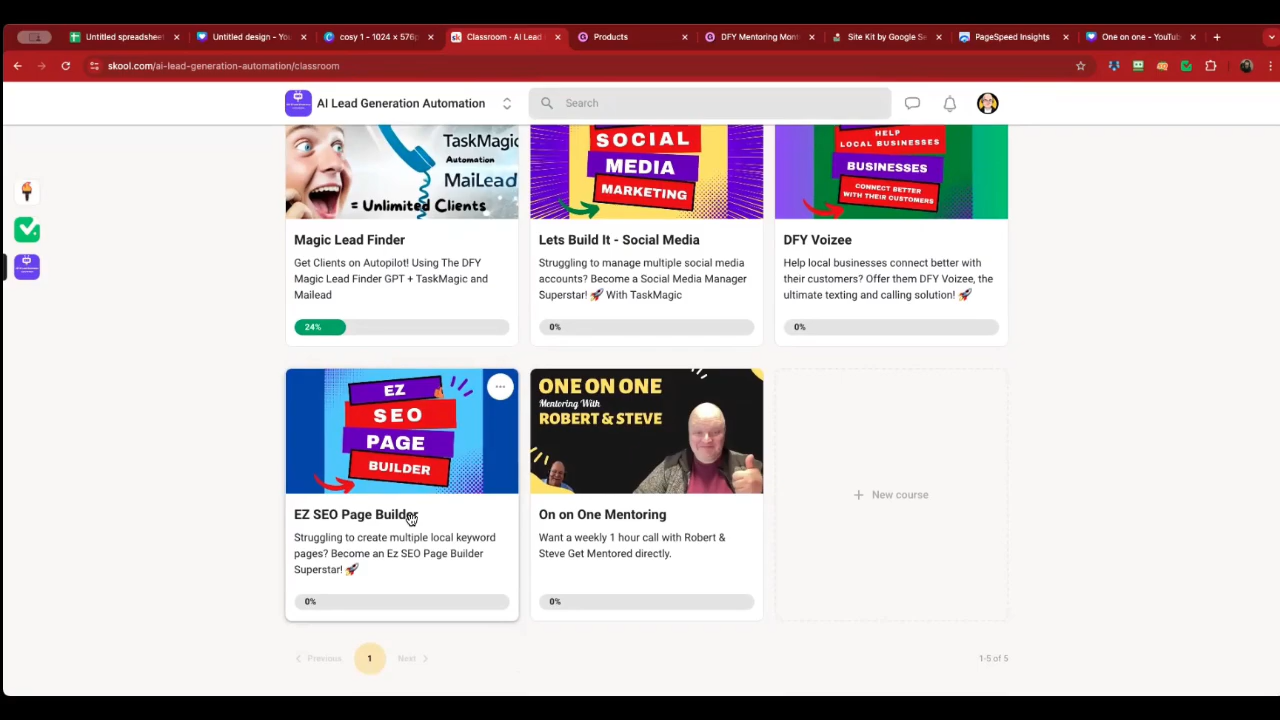 Untitled spreadsheet
Untitled design - You
cosy 1 - 1024 x 576p
Classroom - AI Lead
Products
DFY Mentoring Mont
Site Kit by Google Se
PageSpeed Insights
One on one - YouTub
skool.com/ai-lead-generation-automation/classroom
AI Lead Generation Automation
Search
TaskMagic
Automation
MaiLead
= Unlimited Clients
SOCIAL
MEDIA
MARKETING
HELP
LOCAL BUSINESSES
BUSINESSES
CONNECT BETTER
WITH THEIR CUSTOMERS
Magic Lead Finder
Get Clients on Autopilot! Using The DFY
Magic Lead Finder GPT + TaskMagic and
Mailead
24%
Lets Build It - Social Media
Struggling to manage multiple social media
accounts? Become a Social Media Manager
Superstar! 🚀 With TaskMagic
0%
DFY Voizee
Help local businesses connect better with
their customers? Offer them DFY Voizee, the
ultimate texting and calling solution! 🚀
0%
EZ
SEO
PAGE
BUILDER
EZ SEO Page Builder
Struggling to create multiple local keyword
pages? Become an Ez SEO Page Builder
Superstar! 🚀
0%
ONE ON ONE
Mentoring With
ROBERT & STEVE
On on One Mentoring
Want a weekly 1 hour call with Robert &
Steve Get Mentored directly.
0%
+ New course
Previous
1
Next
1-5 of 5